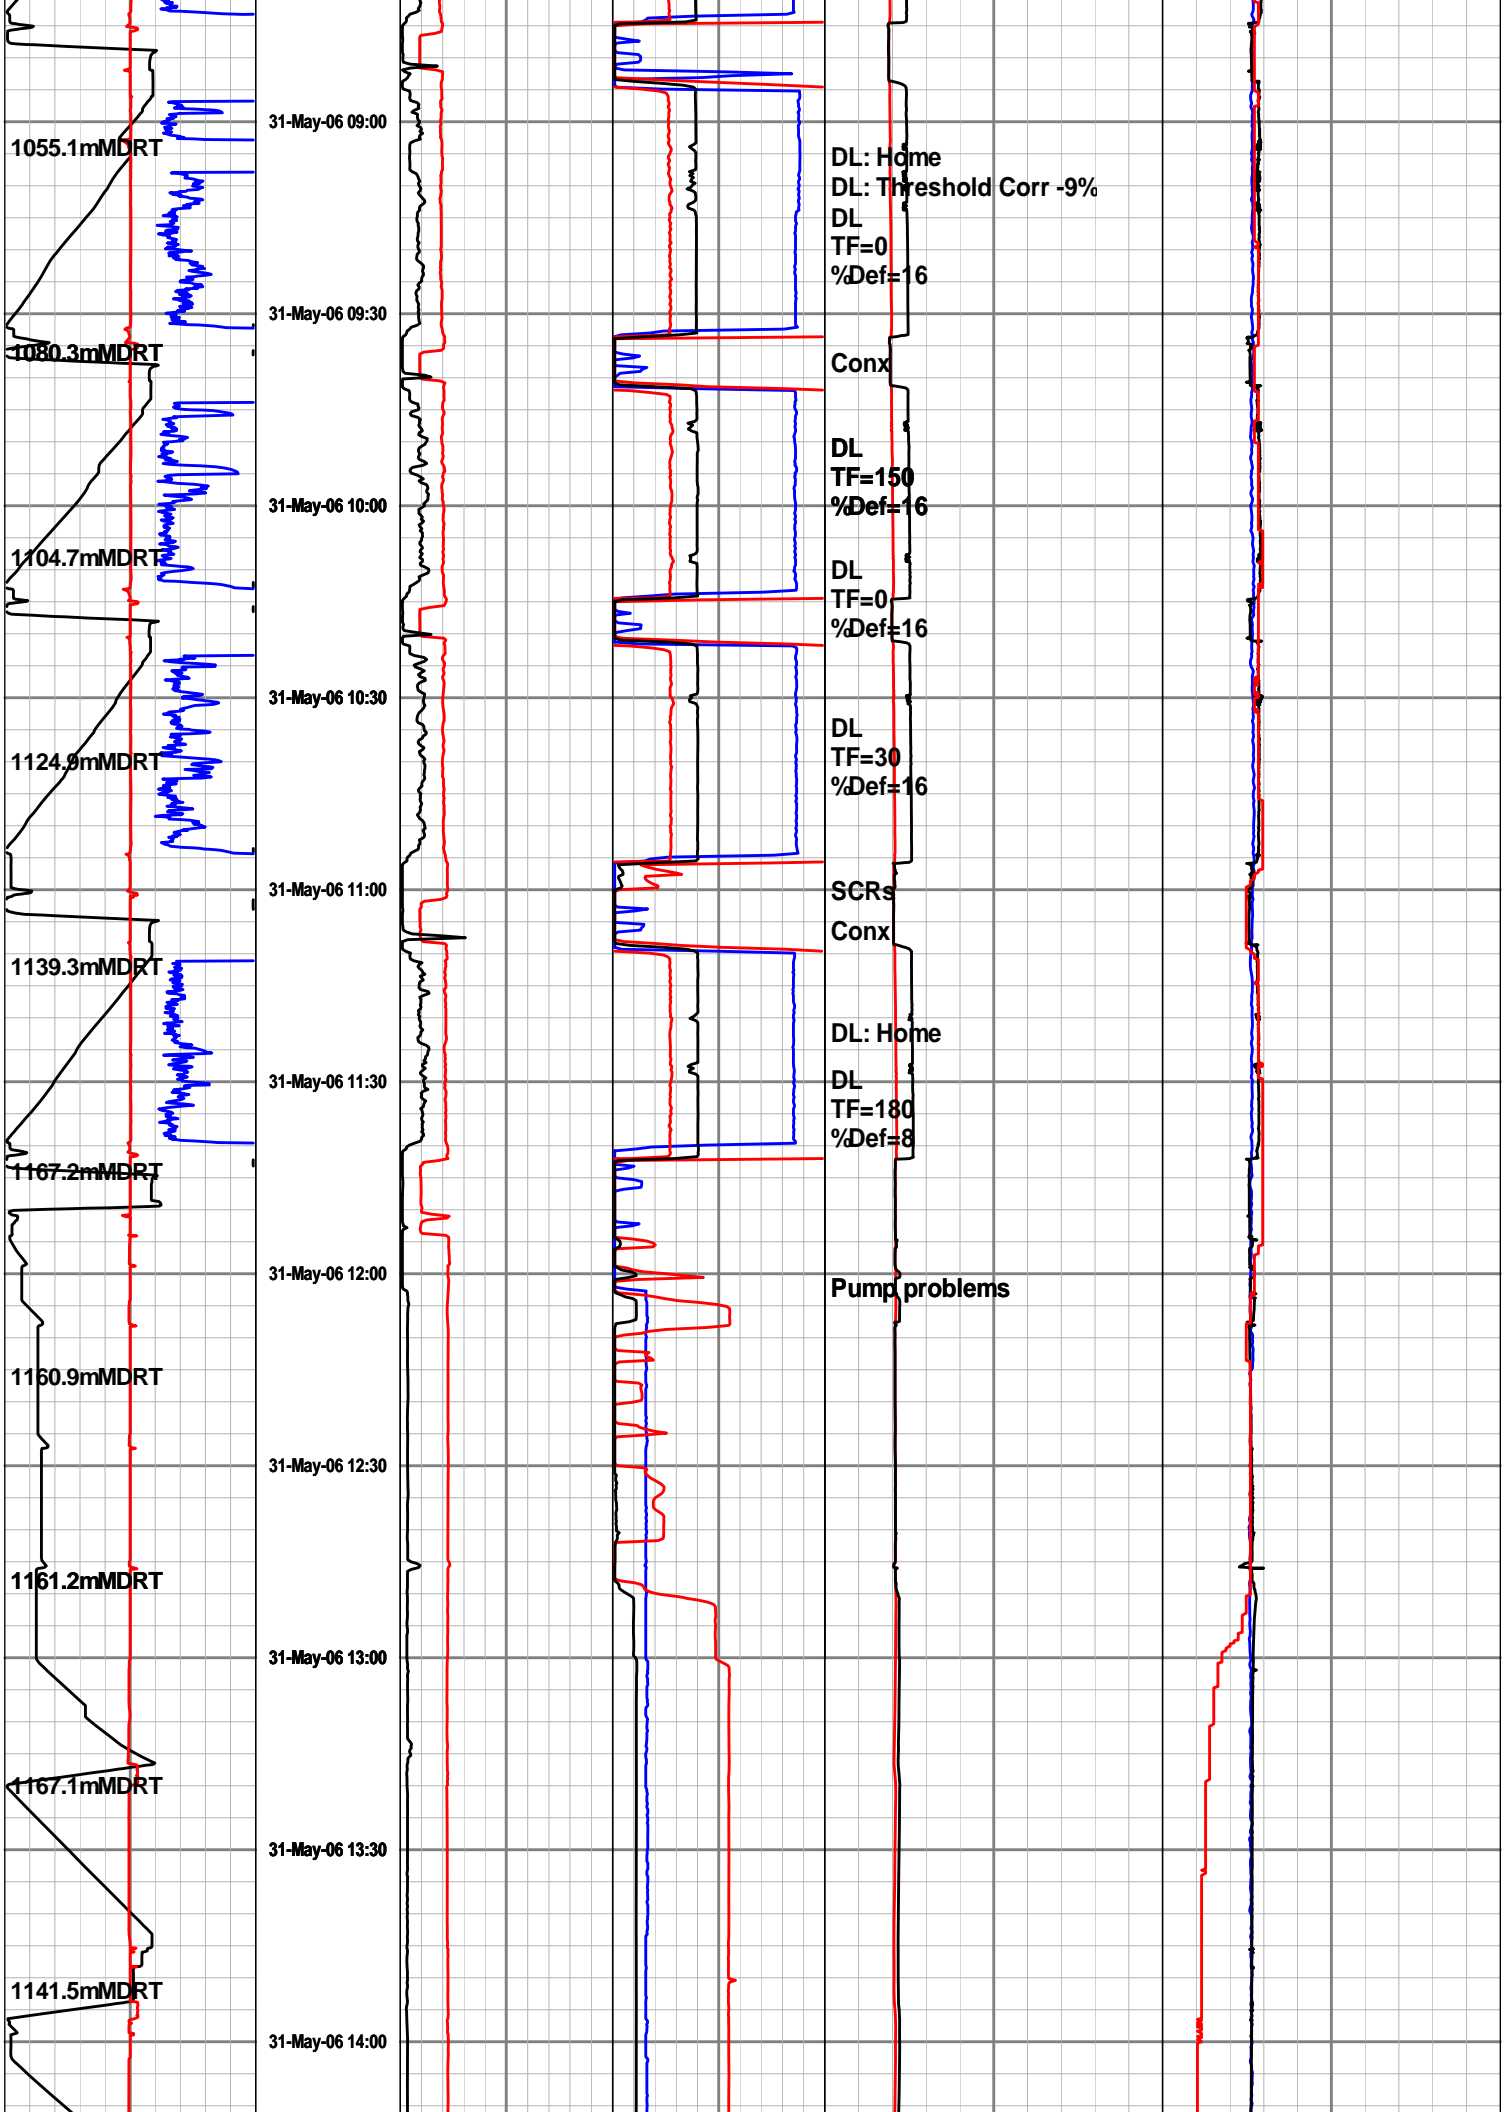 31-May-06 09:00
1055.1mMDRT
DL: Home
DL: Threshold Corr -9%
DL
TF=0
%Def=16
31-May-06 09:30
1080.3mMDRT
Conx
DL
TF=150
%Def=16
31-May-06 10:00
1104.7mMDRT
DL
TF=0
%Def=16
31-May-06 10:30
DL
TF=30
%Def=16
1124.9mMDRT
31-May-06 11:00
SCRs
Conx
1139.3mMDRT
DL: Home
31-May-06 11:30
DL
TF=180
%Def=8
1167.2mMDRT
31-May-06 12:00
Pump problems
1160.9mMDRT
31-May-06 12:30
1161.2mMDRT
31-May-06 13:00
1167.1mMDRT
31-May-06 13:30
1141.5mMDRT
31-May-06 14:00